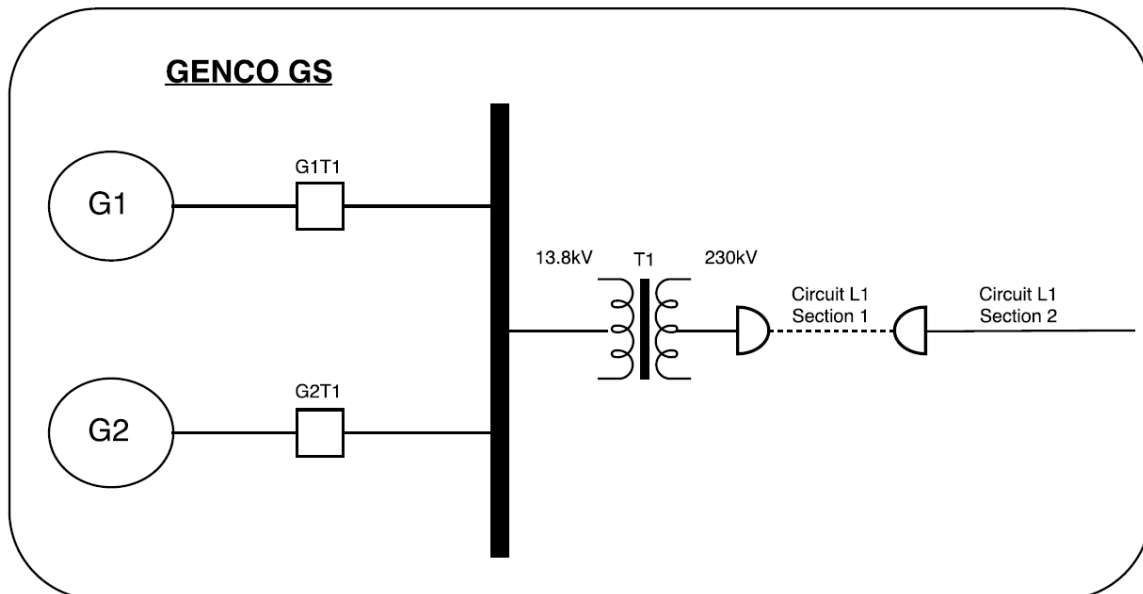 GENCO GS
G1T1
G1
13.8kV
T1
230kV
Circuit L1
Section 1
Circuit L1
Section 2
G2T1
G2